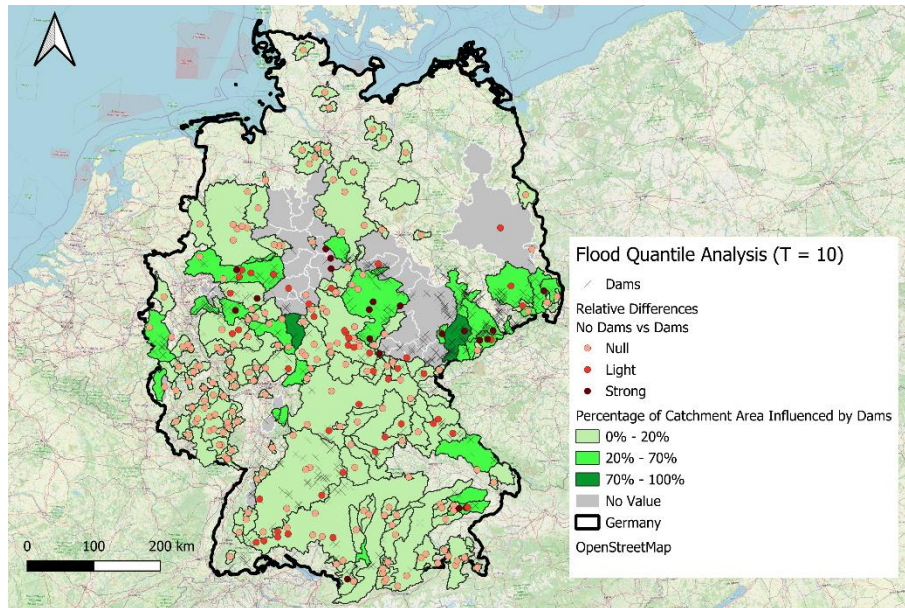 Flood Quantile Analysis (T = 10)
Dams
Relative Differences
No Dams vs Dams
Null
Light
Strong
Percentage of Catchment Area Influenced by Dams
0% - 20%
20% - 70%
70% - 100%
No Value
Germany
OpenStreetMap
0 100 200 km